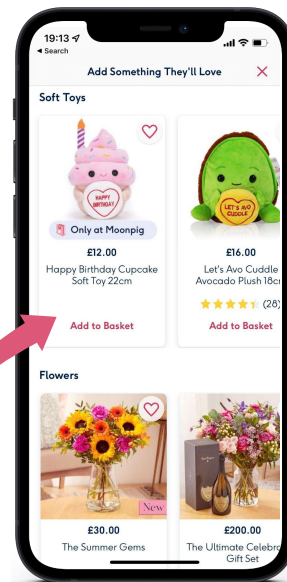 19:13
Search
Add Something They'll Love
Soft Toys
HAPPY
BIRTHDAY
LET'S AVO
CUDDLE
Only at Moonpig
£12.00
£16.00
Happy Birthday Cupcake
Soft Toy 22cm
Let's Avo Cuddle
Avocado Plush 18cm
(28)
Add to Basket
Add to Basket
Flowers
New
£30.00
£200.00
The Summer Gems
The Ultimate Celebra
Gift Set